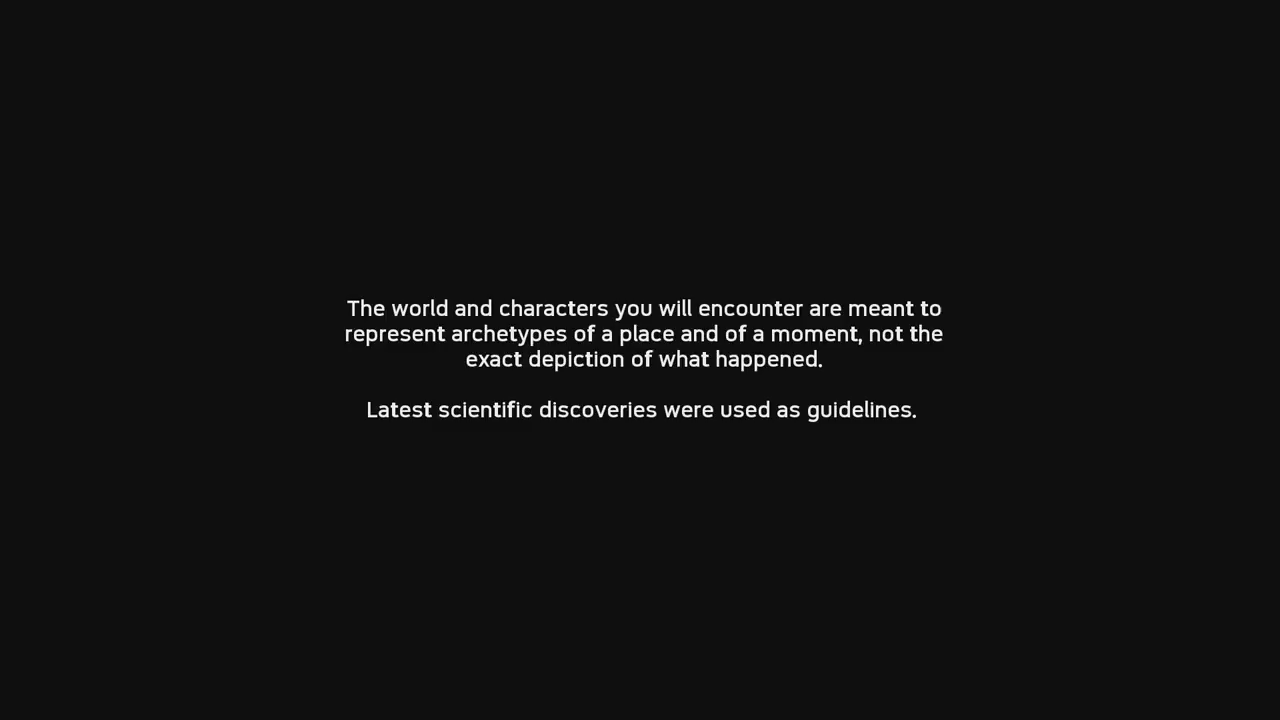 The world and characters you will encounter are meant to
represent archetypes of a place and of a moment, not the
exact depiction of what happened.
Latest scientific discoveries were used as guidelines.